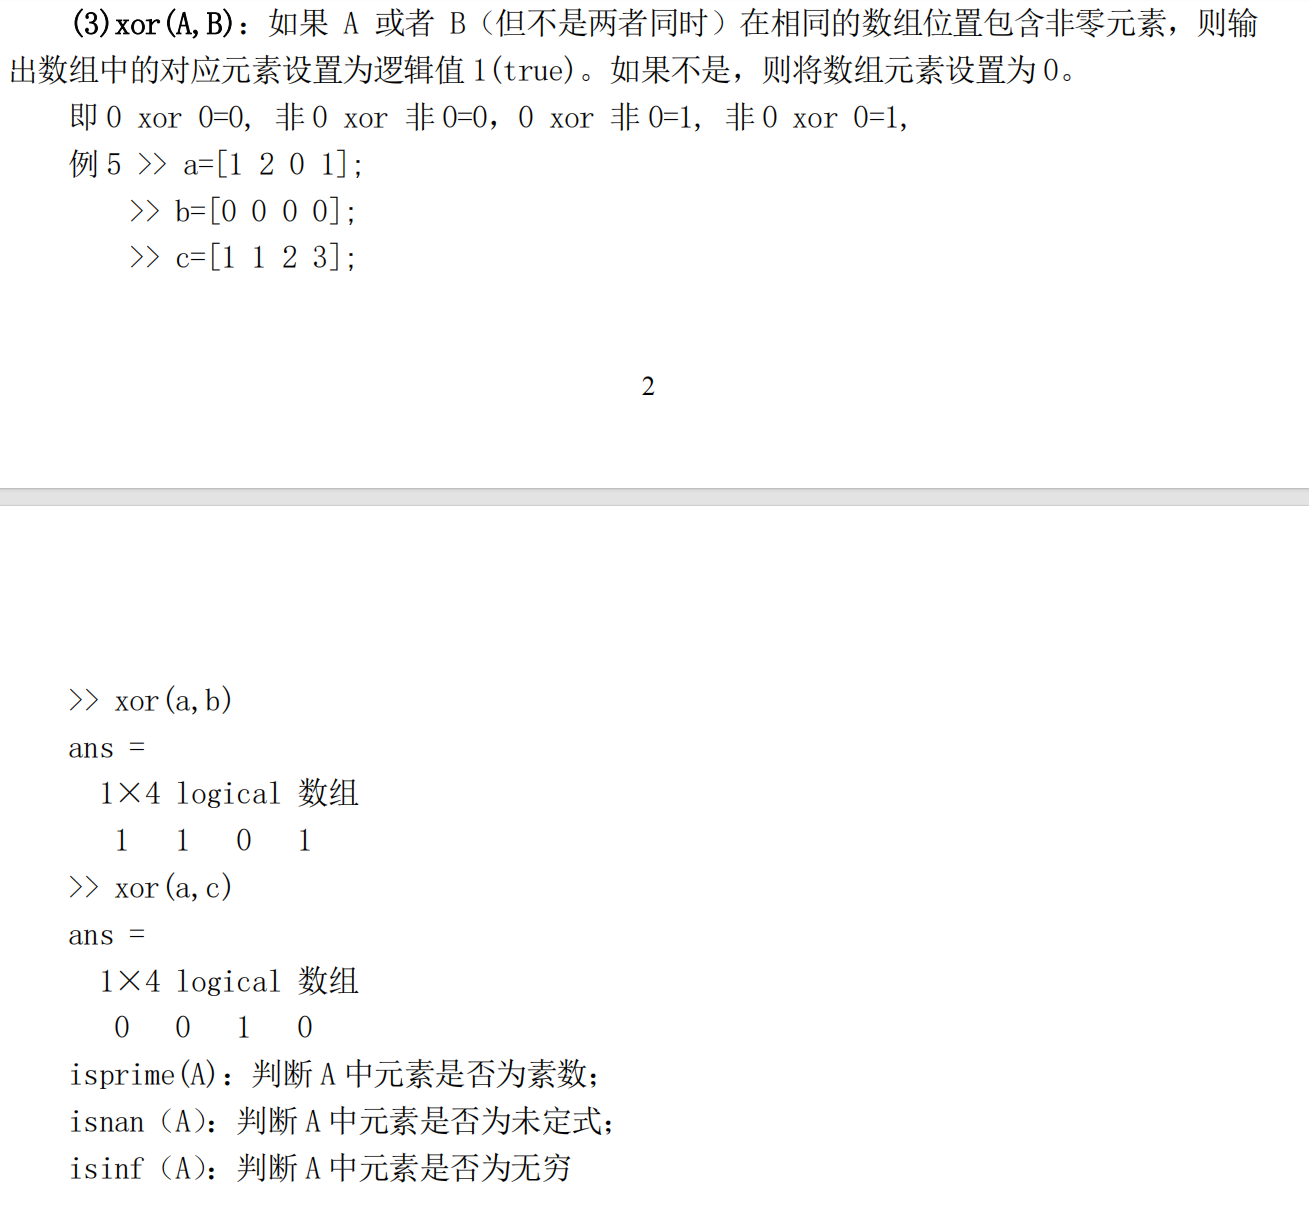 (3)xor(A,B)：如果 A 或者 B（但不是两者同时）在相同的数组位置包含非零元素，则输
出数组中的对应元素设置为逻辑值1(true)。如果不是，则将数组元素设置为0。
即0 xor 0=0, 非0 xor 非0=0，0 xor 非0=1, 非0 xor 0=1,
例5 >> a=[1 2 0 1];
>> b=[0 0 0 0];
>> c=[1 1 2 3];
2
>> xor(a,b)
ans =
1×4 logical 数组
1 1 0 1
>> xor(a,c)
ans =
1×4 logical 数组
0 0 1 0
isprime(A)：判断A中元素是否为素数；
isnan（A）：判断A中元素是否为未定式；
isinf（A）：判断A中元素是否为无穷